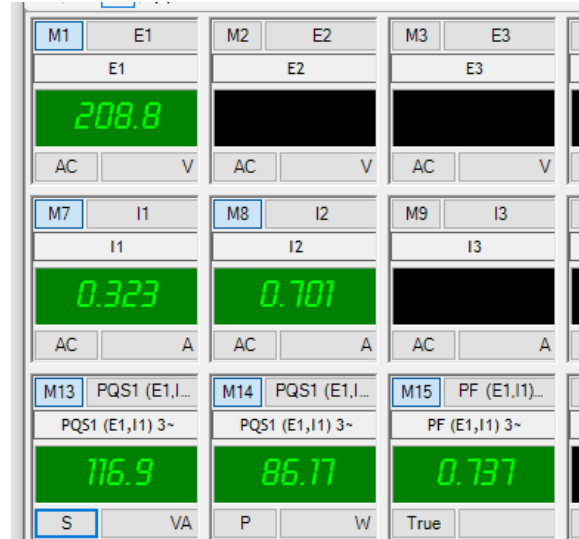 M1 E1 M2 E2 M3 E3
E1 E2 E3
208.8
AC V AC V AC V
M7 I1 M8 I2 M9 I3
I1 I2 I3
0.323 0.701
AC A AC A AC A
M13 PQS1 (E1,I... M14 PQS1 (E1,I... M15 PF (E1,I1)...
PQS1 (E1,I1) 3~ PQS1 (E1,I1) 3~ PF (E1,I1) 3~
116.9 86.17 0.737
S VA P W True